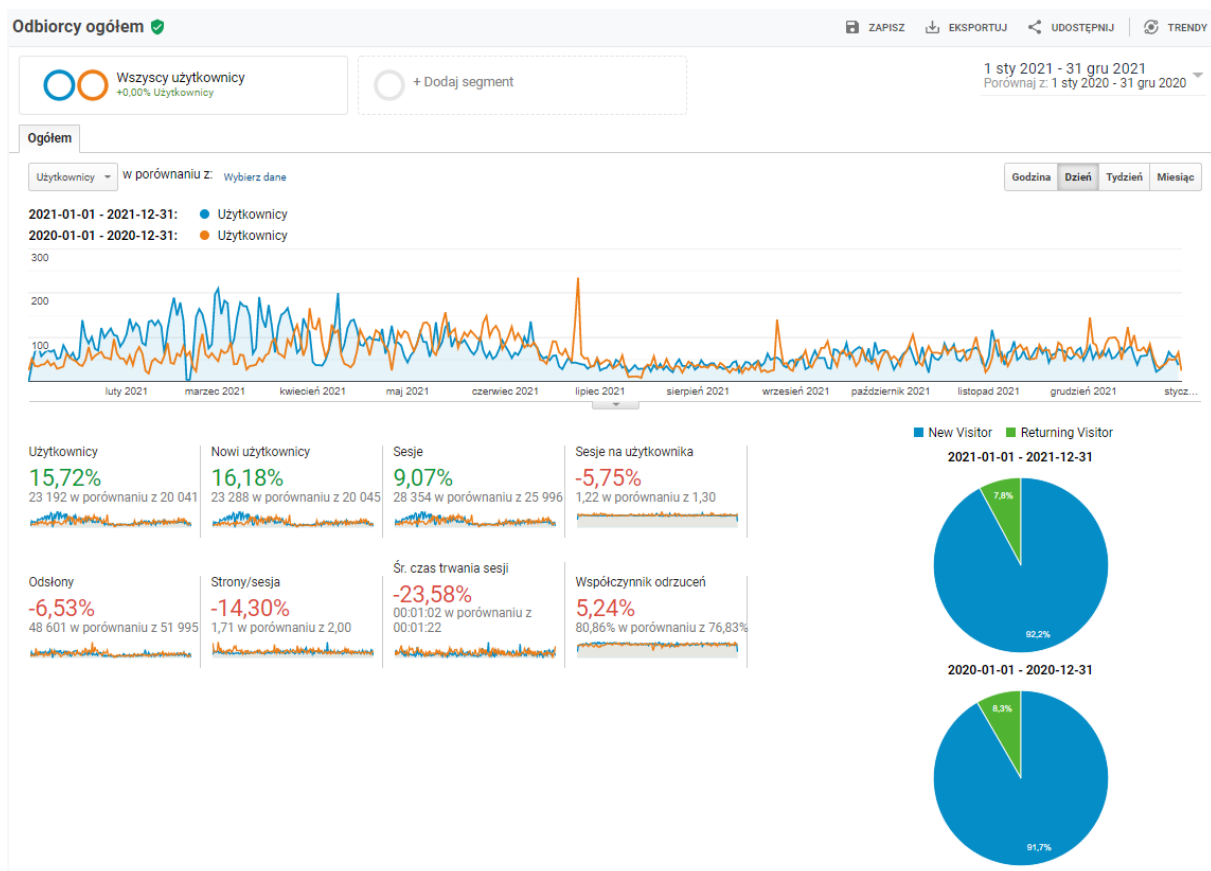 Odbiorcy ogółem
ZAPISZ EKSPORTUJ UDOSTĘPNIJ TRENDY
Wszyscy użytkownicy
+0,00% Użytkownicy
+ Dodaj segment
1 sty 2021 - 31 gru 2021
Porównaj z: 1 sty 2020 - 31 gru 2020
Ogółem
Użytkownicy w porównaniu z: Wybierz dane
Godzina Dzień Tydzień Miesiąc
2021-01-01 - 2021-12-31: Użytkownicy
2020-01-01 - 2020-12-31: Użytkownicy
300
200
100
luty 2021 marzec 2021 kwiecień 2021 maj 2021 czerwiec 2021 lipiec 2021 sierpień 2021 wrzesień 2021 październik 2021 listopad 2021 grudzień 2021 stycz...
Użytkownicy
15,72%
23 192 w porównaniu z 20 041
Nowi użytkownicy
16,18%
23 288 w porównaniu z 20 045
Sesje
9,07%
28 354 w porównaniu z 25 996
Sesje na użytkownika
-5,75%
1,22 w porównaniu z 1,30
Odsłony
-6,53%
48 601 w porównaniu z 51 995
Strony/sesja
-14,30%
1,71 w porównaniu z 2,00
Śr. czas trwania sesji
-23,58%
00:01:02 w porównaniu z
00:01:22
Współczynnik odrzuceń
5,24%
80,86% w porównaniu z 76,83%
New Visitor Returning Visitor
2021-01-01 - 2021-12-31
7,8%
92,2%
2020-01-01 - 2020-12-31
8,3%
91,7%